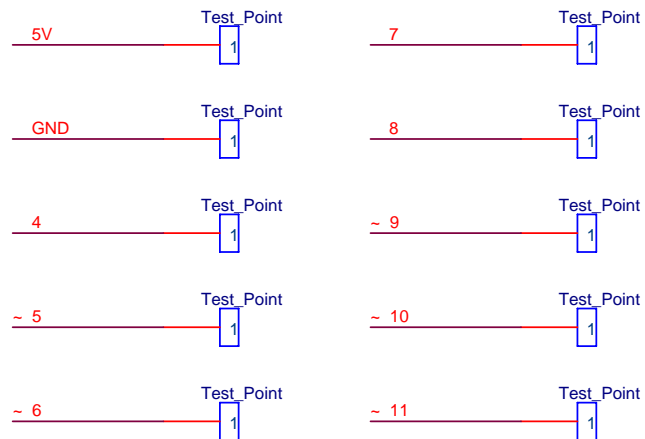 Test_Point
5V
1
Test_Point
GND
1
Test_Point
4
1
Test_Point
~ 5
1
Test_Point
~ 6
1
Test_Point
7
1
Test_Point
8
1
Test_Point
~ 9
1
Test_Point
~ 10
1
Test_Point
~ 11
1